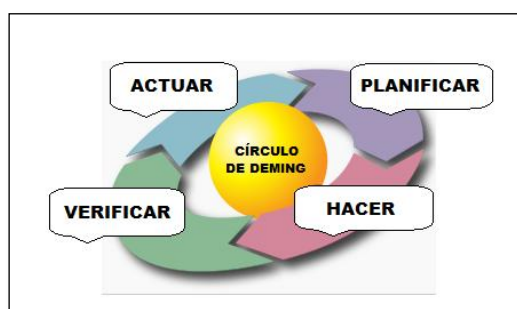 ACTUAR
PLANIFICAR
CÍRCULO
DE DEMING
VERIFICAR
HACER